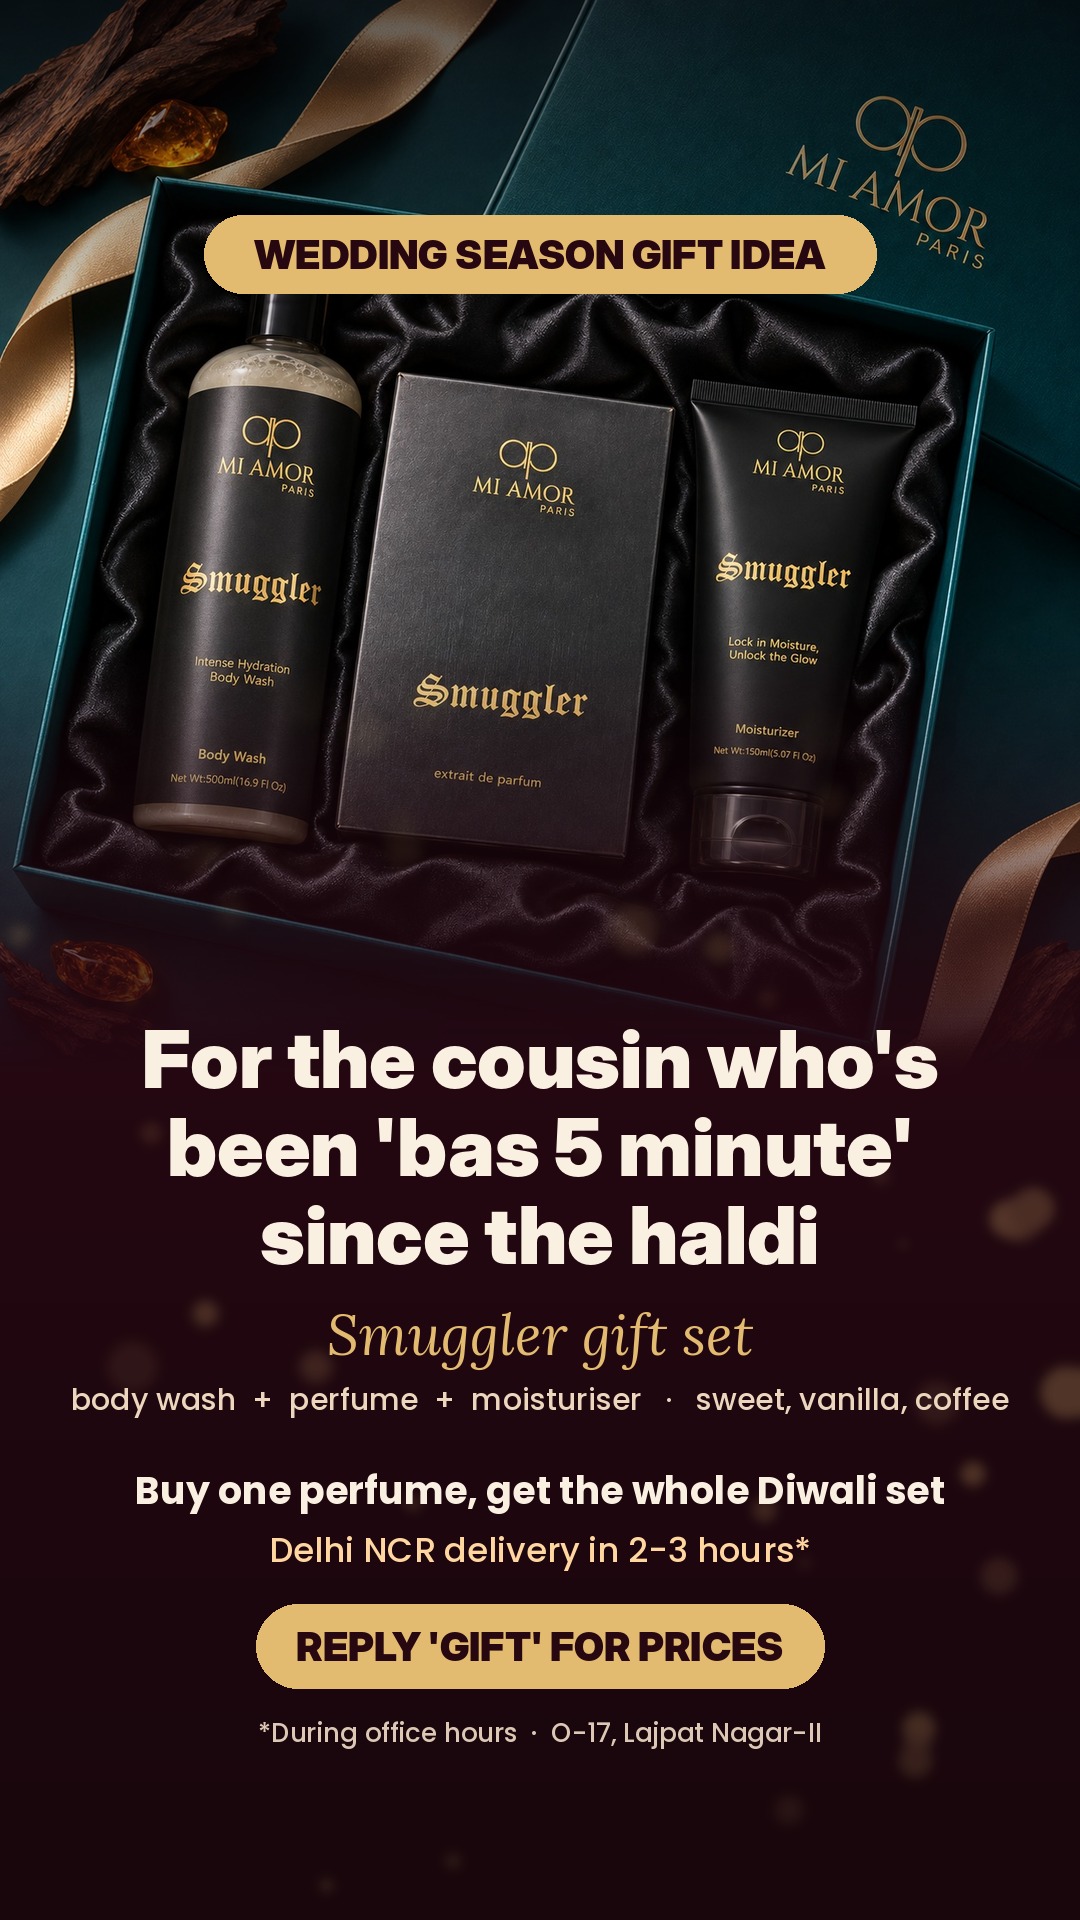 MI AMOR
PARIS
WEDDING SEASON GIFT IDEA
MI AMOR
PARIS
Smuggler
Intense Hydration
Body Wash
Body Wash
Net Wt:500ml(16.9 Fl Oz)
MI AMOR
PARIS
Smuggler
extrait de parfum
MI AMOR
PARIS
Smuggler
Lock in Moisture,
Unlock the Glow
Moisturizer
Net Wt:150ml(5.07 Fl Oz)
For the cousin who's
been 'bas 5 minute'
since the haldi
Smuggler gift set
body wash + perfume + moisturiser · sweet, vanilla, coffee
Buy one perfume, get the whole Diwali set
Delhi NCR delivery in 2-3 hours*
REPLY 'GIFT' FOR PRICES
*During office hours · O-17, Lajpat Nagar-II